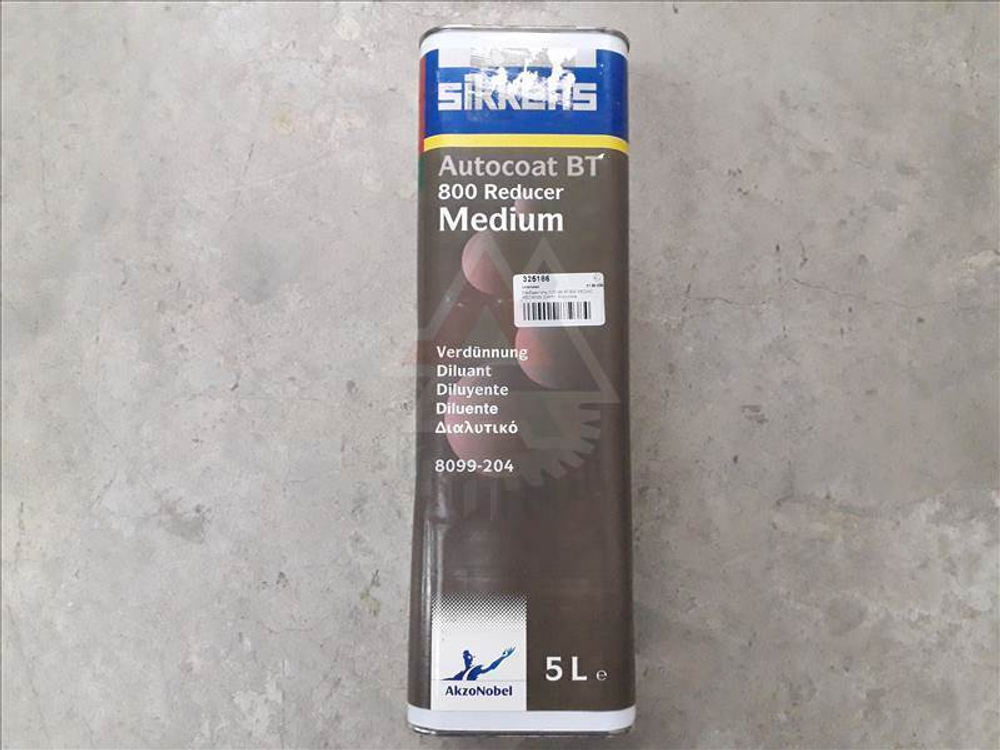 sikkens
Autocoat BT
800 Reducer
Medium
325186
Verdünnung
Diluant
Diluyente
Diluente
Διαλυτικό
8099-204
AkzoNobel
5 L e